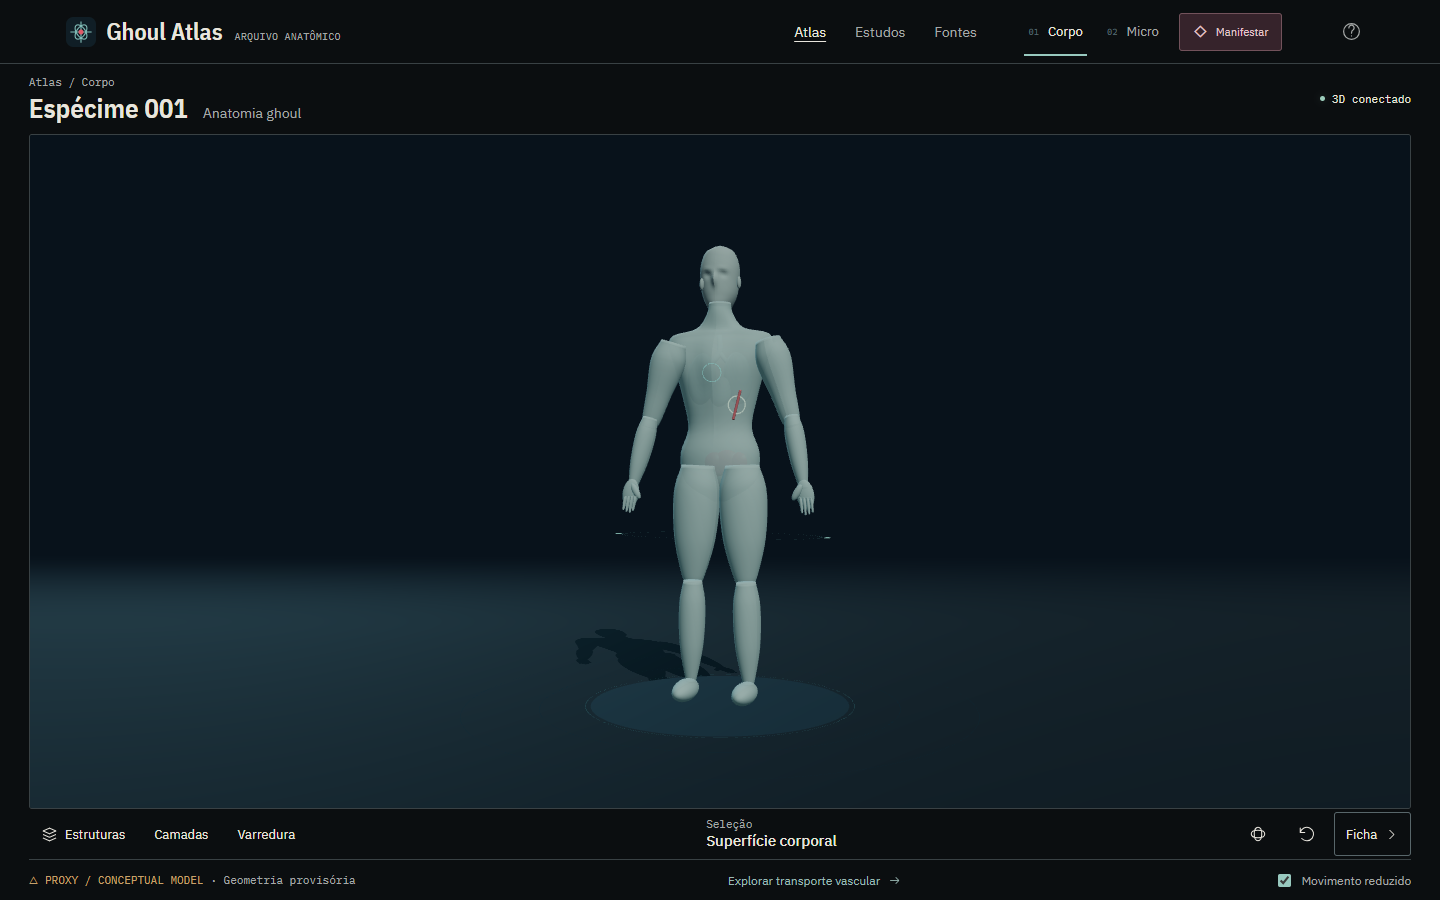 Ghoul Atlas ARQUIVO ANATÔMICO
Atlas Estudos Fontes 01 Corpo 02 Micro Manifestar
Atlas / Corpo
Espécime 001 Anatomia ghoul
3D conectado
Estruturas Camadas Varredura
Seleção
Superfície corporal
Ficha
PROXY / CONCEPTUAL MODEL · Geometria provisória
Explorar transporte vascular →
Movimento reduzido